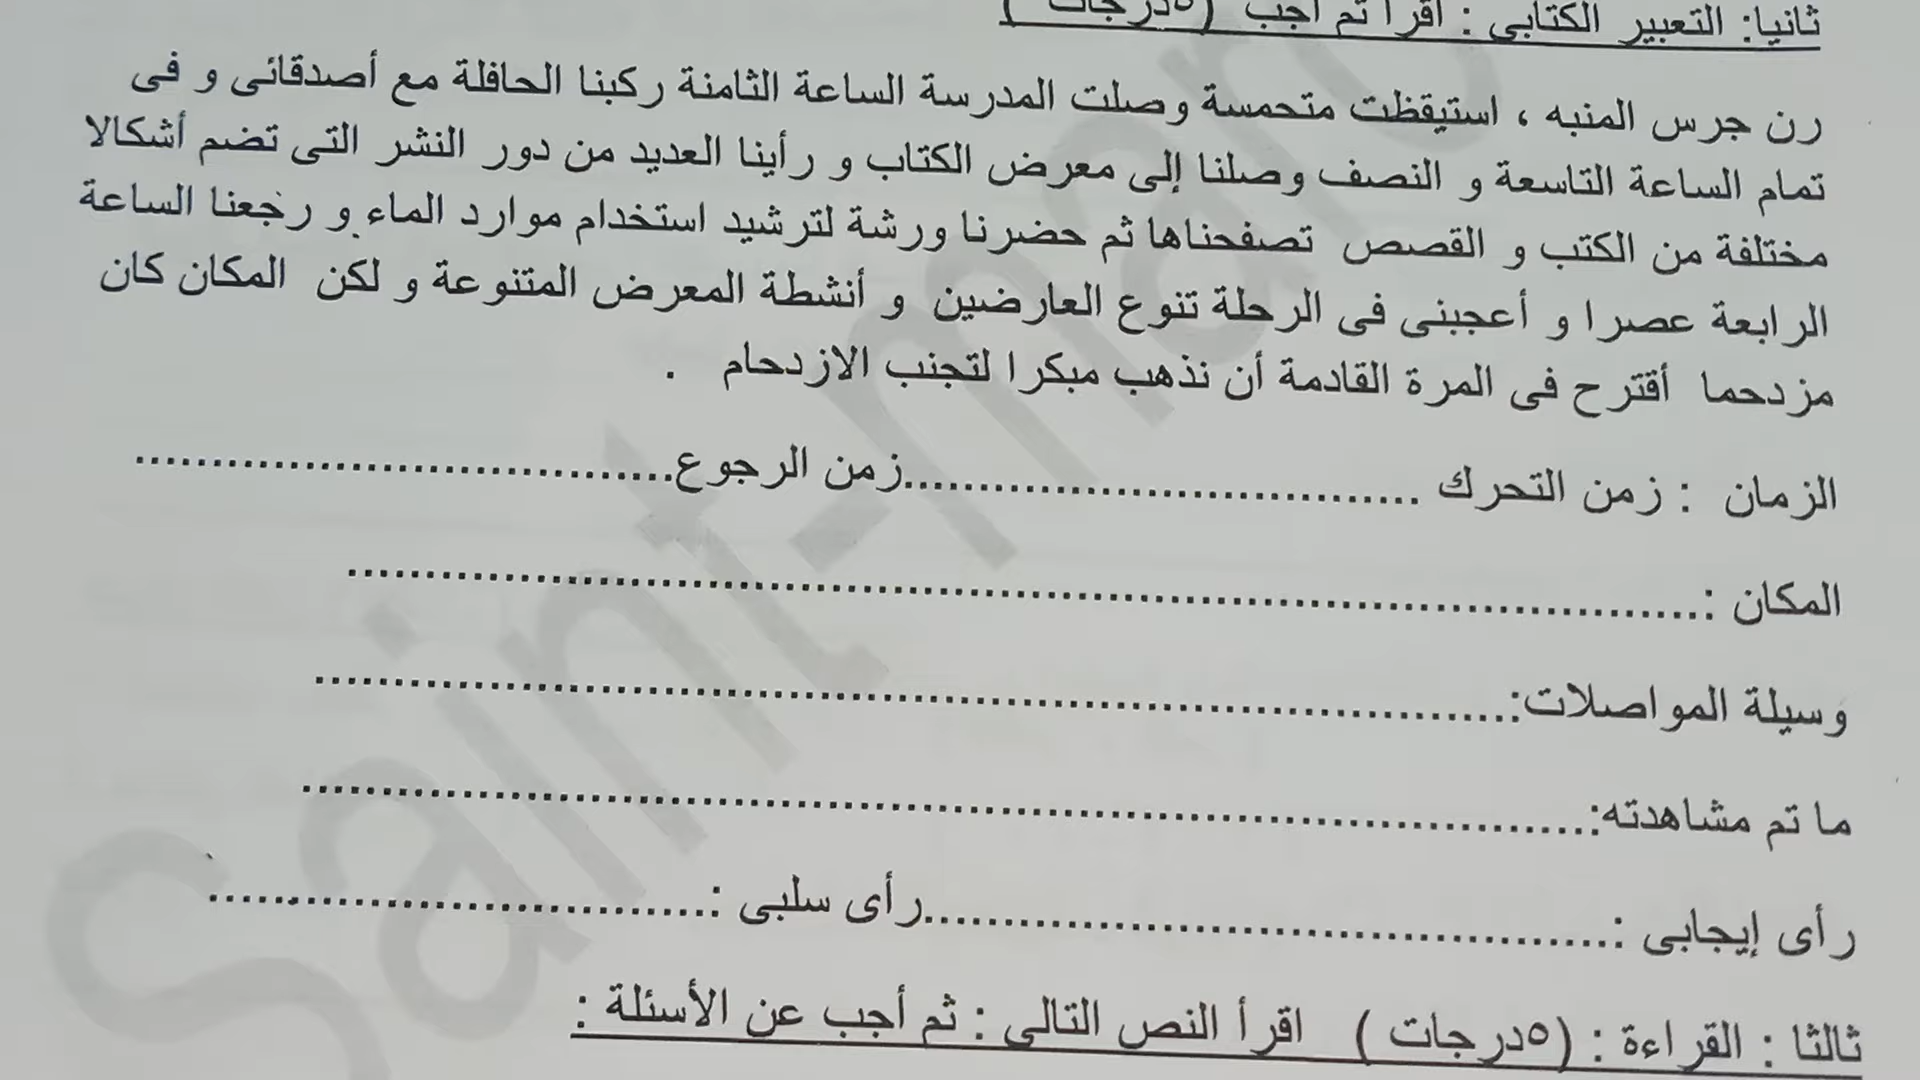 ثانيا: التعبير الكتابى : اقرأ ثم أجب (٥درجات )
رن جرس المنبه ، استيقظت متحمسة وصلت المدرسة الساعة الثامنة ركبنا الحافلة مع أصدقائى و فى
تمام الساعة التاسعة و النصف وصلنا إلى معرض الكتاب و رأينا العديد من دور النشر التى تضم أشكالا
مختلفة من الكتب و القصص تصفحناها ثم حضرنا ورشة لترشيد استخدام موارد الماء و رجعنا الساعة
الرابعة عصرا و أعجبنى فى الرحلة تنوع العارضين و أنشطة المعرض المتنوعة و لكن المكان كان
مزدحما أقترح فى المرة القادمة أن نذهب مبكرا لتجنب الازدحام .
الزمان : زمن التحرك ..................................زمن الرجوع..................................
المكان :.....................................................................
وسيلة المواصلات:............................................................
ما تم مشاهدته:.................................................................
رأى إيجابى :..........................................رأى سلبى :................................
ثالثا : القراءة : (٥درجات ) اقرأ النص التالى : ثم أجب عن الأسئلة :
Saint-mar